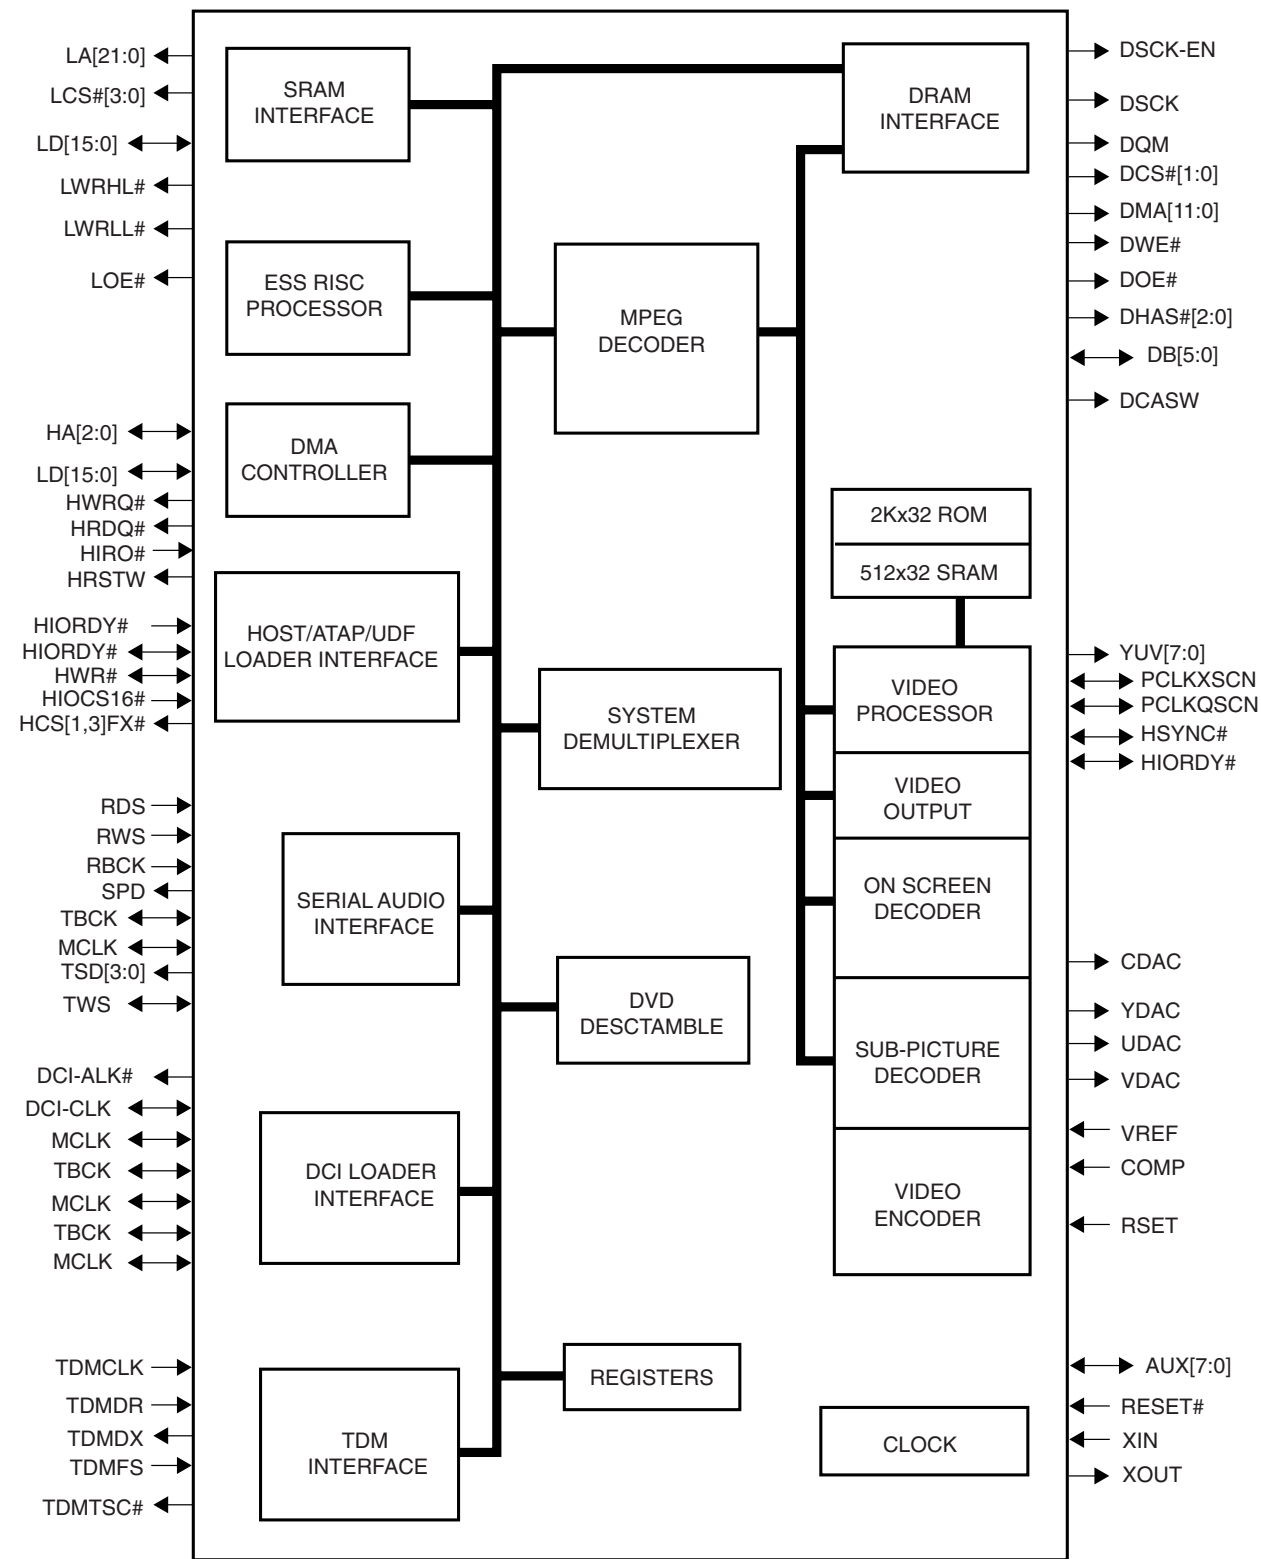 LA[21:0]
LCS#[3:0]
LD[15:0]
LWRHL#
LWRLL#
LOE#
HA[2:0]
LD[15:0]
HWRQ#
HRDQ#
HIRO#
HRSTW
HIORDY#
HIORDY#
HWR#
HIOCS16#
HCS[1,3]FX#
RDS
RWS
RBCK
SPD
TBCK
MCLK
TSD[3:0]
TWS
DCI-ALK#
DCI-CLK
MCLK
TBCK
MCLK
TBCK
MCLK
TDMCLK
TDMDR
TDMDX
TDMFS
TDMTSC#
SRAM
INTERFACE
ESS RISC
PROCESSOR
DMA
CONTROLLER
HOST/ATAP/UDF
LOADER INTERFACE
SERIAL AUDIO
INTERFACE
DCI LOADER
INTERFACE
TDM
INTERFACE
MPEG
DECODER
SYSTEM
DEMULTIPLEXER
DVD
DESCTAMBLE
REGISTERS
DRAM
INTERFACE
2Kx32 ROM
512x32 SRAM
VIDEO
PROCESSOR
VIDEO
OUTPUT
ON SCREEN
DECODER
SUB-PICTURE
DECODER
VIDEO
ENCODER
CLOCK
DSCK-EN
DSCK
DQM
DCS#[1:0]
DMA[11:0]
DWE#
DOE#
DHAS#[2:0]
DB[5:0]
DCASW
YUV[7:0]
PCLKXSCN
PCLKQSCN
HSYNC#
HIORDY#
CDAC
YDAC
UDAC
VDAC
VREF
COMP
RSET
AUX[7:0]
RESET#
XIN
XOUT